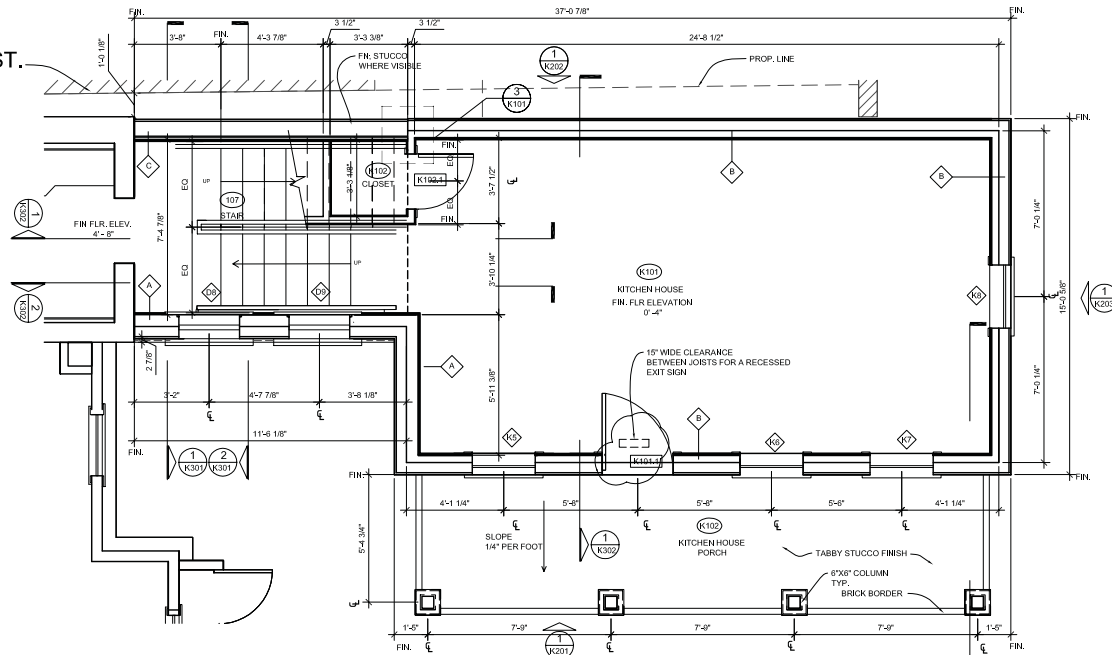 FIN.
37'-0 7/8"
FIN.
3 1/2"
3 1/2"
3'-8"
FIN.
4'-3 7/8"
3'-3 3/8"
24'-8 1/2"
1'-0 1/8"
ST.
FN: STUCCO
WHERE VISIBLE
1
K202
PROP. LINE
3
K101
FIN.
C
EQ
UP
107
STAIR
K102
CLOSET
3'-3 4/8"
FIN.
EQ
K102.1
EQ
FIN.
3'-7 1/2"
B
B
7'-0 1/4"
1
K302
FIN FLR. ELEV.
4' - 8"
7'-4 7/8"
UP
3'-10 1/4"
K101
KITCHEN HOUSE
FIN. FLR ELEVATION
0' -4"
K8
15'-0 5/8"
1
K203
2
K302
A
EQ
D8
D9
2 7/8"
15" WIDE CLEARANCE
BETWEEN JOISTS FOR A RECESSED
EXIT SIGN
A
5'-11 3/8"
7'-0 1/4"
3'-2"
4'-7 7/8"
3'-8 1/8"
11'-6 1/8"
K5
B
K6
K7
K101.1
FIN.
1
K301
2
K301
FIN.
FIN.
4'-1 1/4"
5'-8"
5'-8"
5'-6"
4'-1 1/4"
5'-4 3/4"
SLOPE
1/4" PER FOOT
1
K302
K102
KITCHEN HOUSE
PORCH
TABBY STUCCO FINISH
6"X6" COLUMN
TYP.
BRICK BORDER
1'-5"
7'-9"
7'-9"
7'-9"
1'-5"
FIN.
1
K201
FIN.